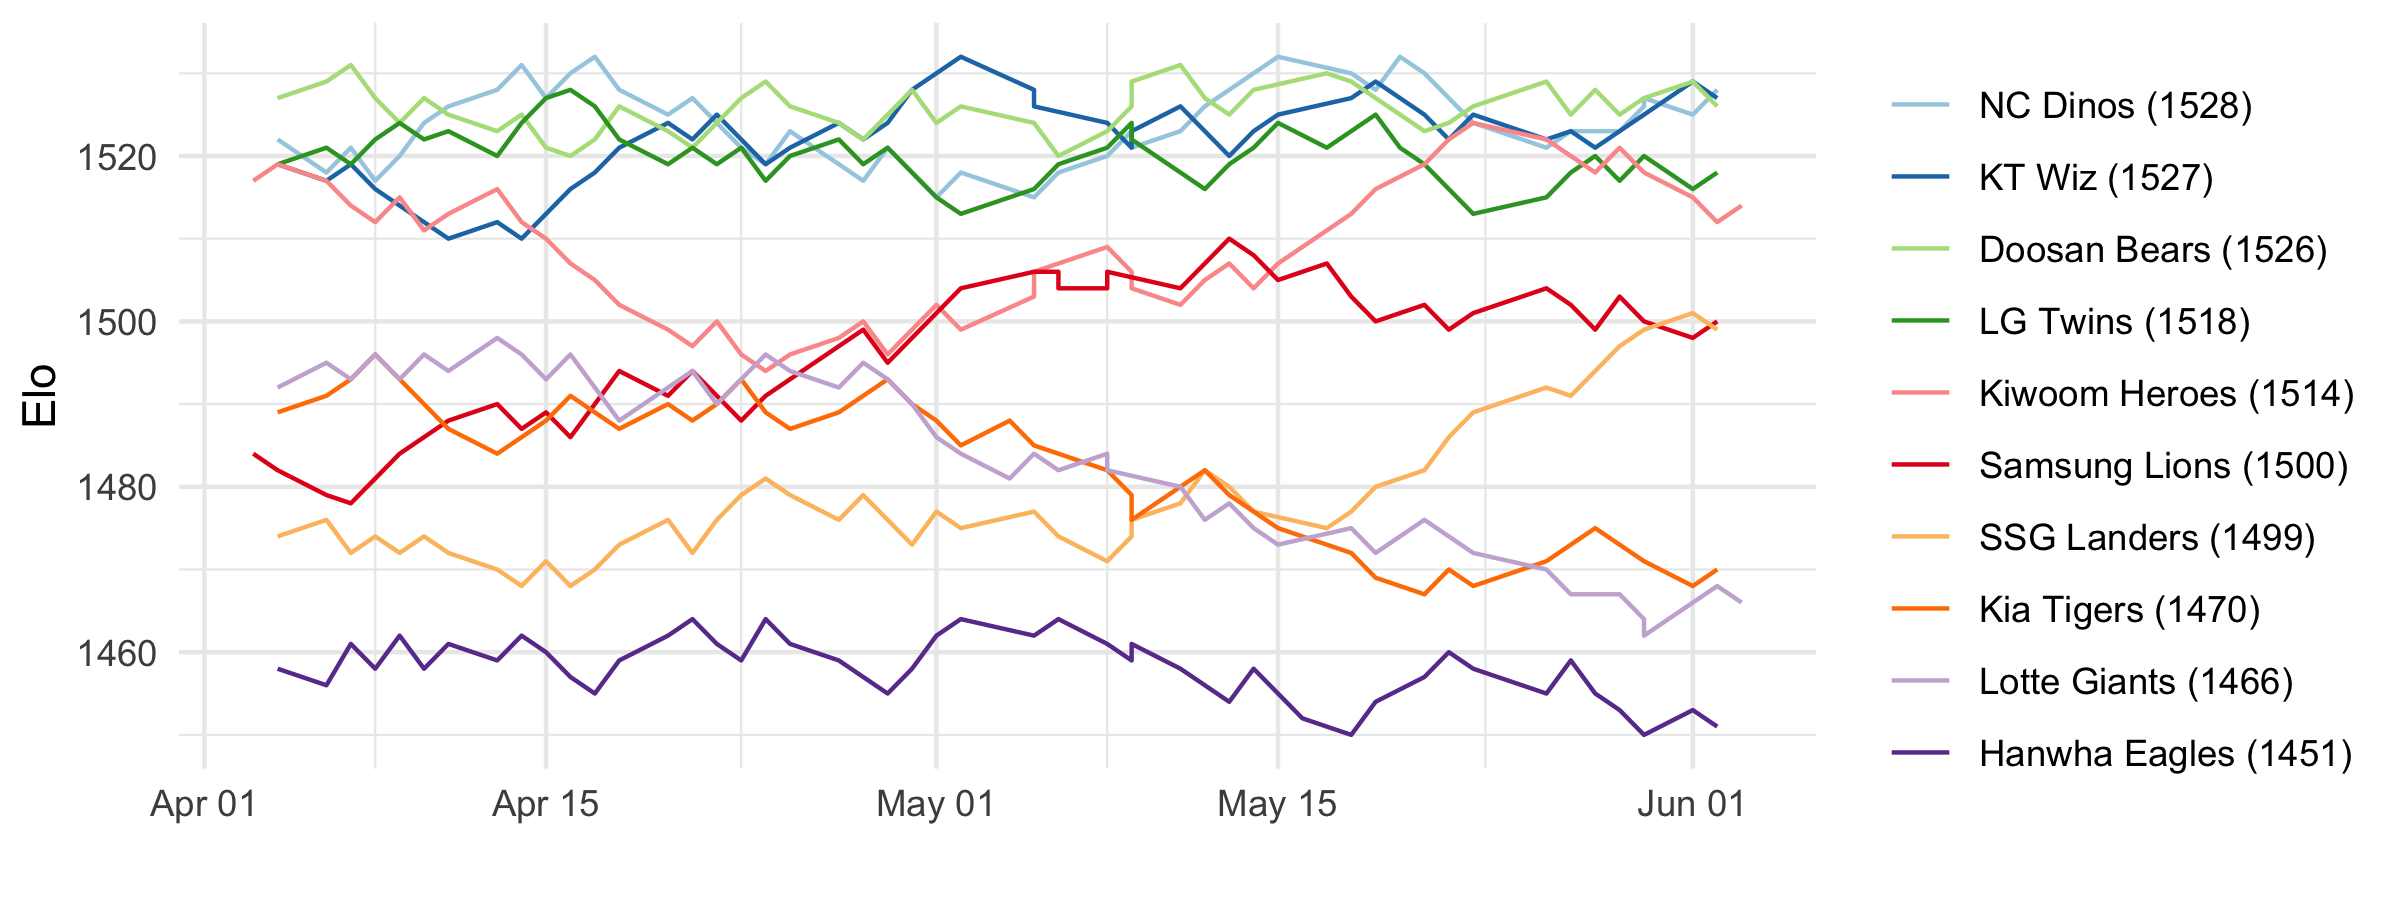 Elo
1520
1500
1480
1460
Apr 01
Apr 15
May 01
May 15
Jun 01
NC Dinos (1528)
KT Wiz (1527)
Doosan Bears (1526)
LG Twins (1518)
Kiwoom Heroes (1514)
Samsung Lions (1500)
SSG Landers (1499)
Kia Tigers (1470)
Lotte Giants (1466)
Hanwha Eagles (1451)